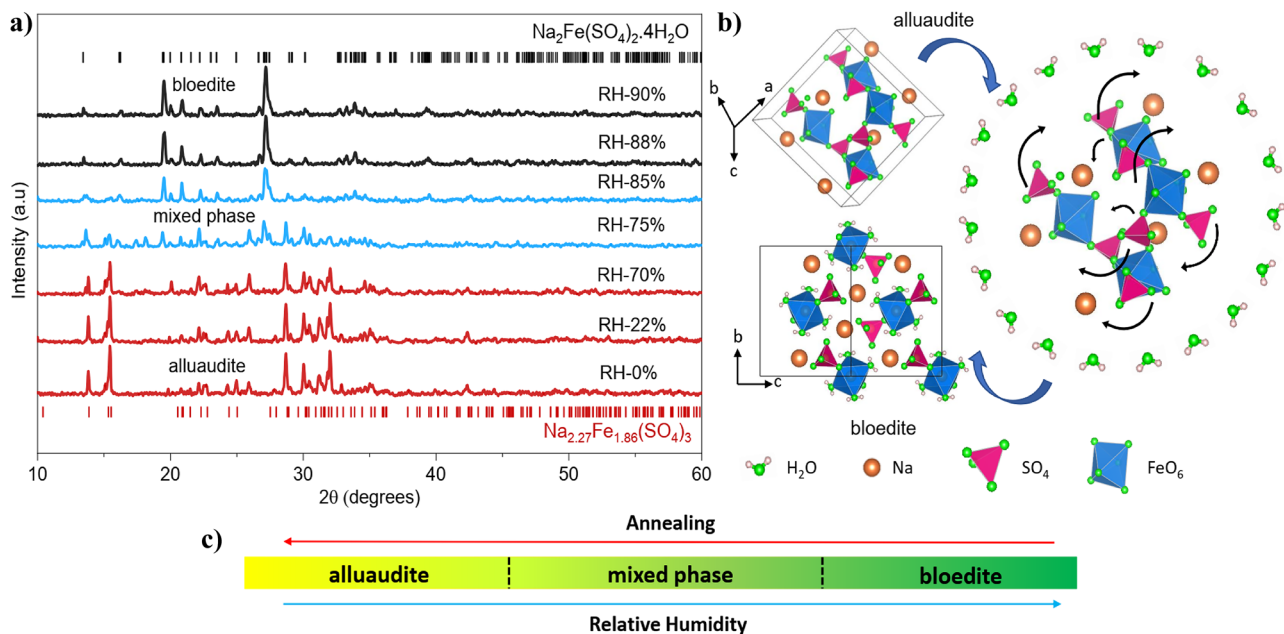 a)
Na₂Fe(SO₄)₂.4H₂O
bloedite
RH-90%
RH-88%
RH-85%
mixed phase
RH-75%
RH-70%
RH-22%
alluaudite
RH-0%
Na₂.₂₇Fe₁.₈₆(SO₄)₃
10 20 30 40 50 60
2θ (degrees)
Intensity (a.u)
b)
alluaudite
a
b
c
b
c
bloedite
H₂O Na SO₄ FeO₆
c)
Annealing
alluaudite mixed phase bloedite
Relative Humidity